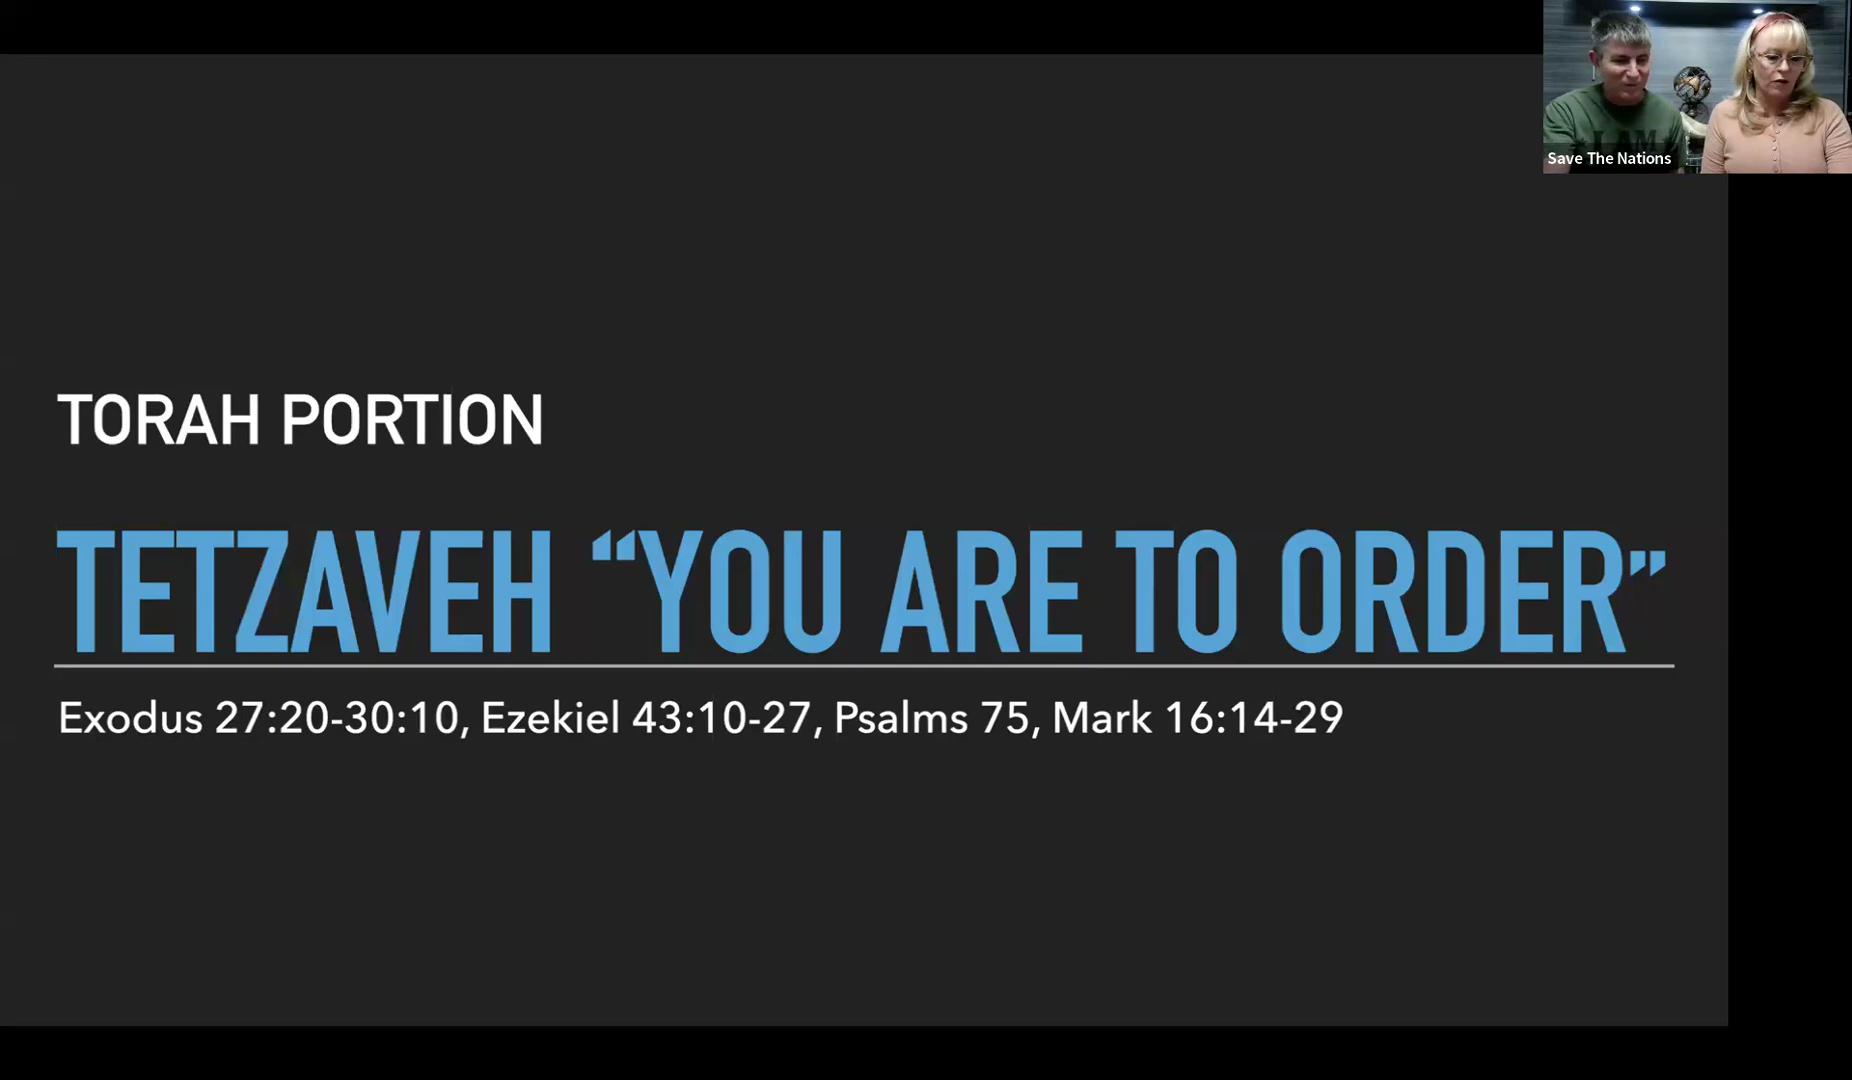 Save The Nations
I AM
TORAH PORTION
TETZAVEH “YOU ARE TO ORDER”
Exodus 27:20-30:10, Ezekiel 43:10-27, Psalms 75, Mark 16:14-29